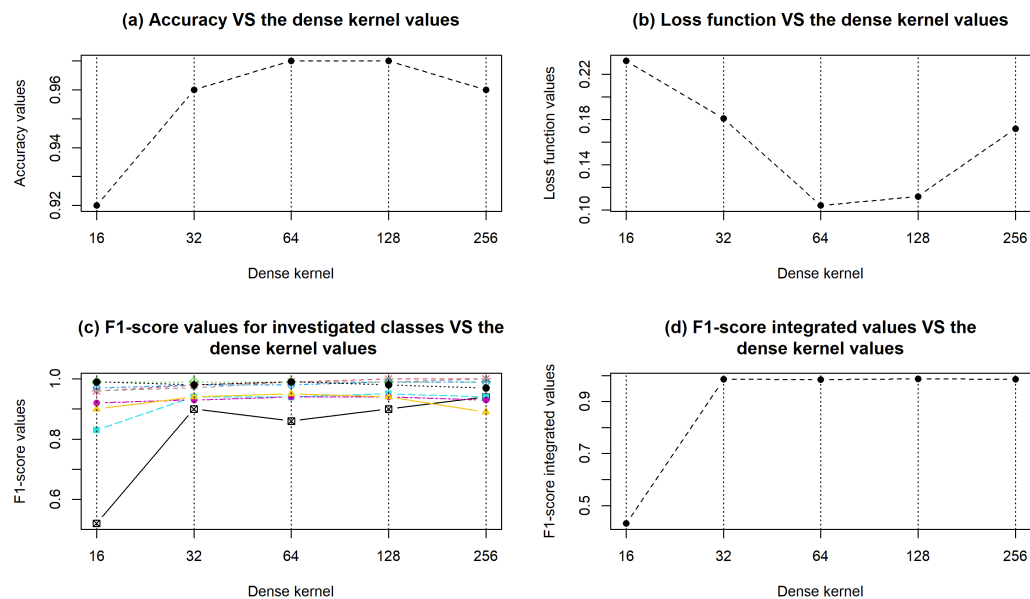 (a) Accuracy VS the dense kernel values
Accuracy values
0.92
0.94
0.96
16
32
64
128
256
Dense kernel
(b) Loss function VS the dense kernel values
Loss function values
0.10
0.14
0.18
0.22
16
32
64
128
256
Dense kernel
(c) F1-score values for investigated classes VS the
dense kernel values
F1-score values
0.6
0.8
1.0
16
32
64
128
256
Dense kernel
(d) F1-score integrated values VS the
dense kernel values
F1-score integrated values
0.5
0.7
0.9
16
32
64
128
256
Dense kernel